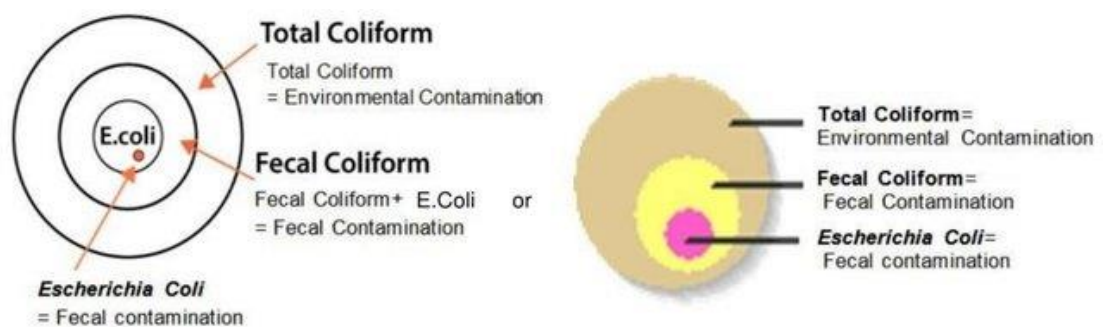 Total Coliform
Total Coliform
= Environmental Contamination
E.coli
Fecal Coliform
Fecal Coliform+ E.Coli or
= Fecal Contamination
Escherichia Coli
= Fecal contamination
Total Coliform=
Environmental Contamination
Fecal Coliform=
Fecal Contamination
Escherichia Coli=
Fecal contamination